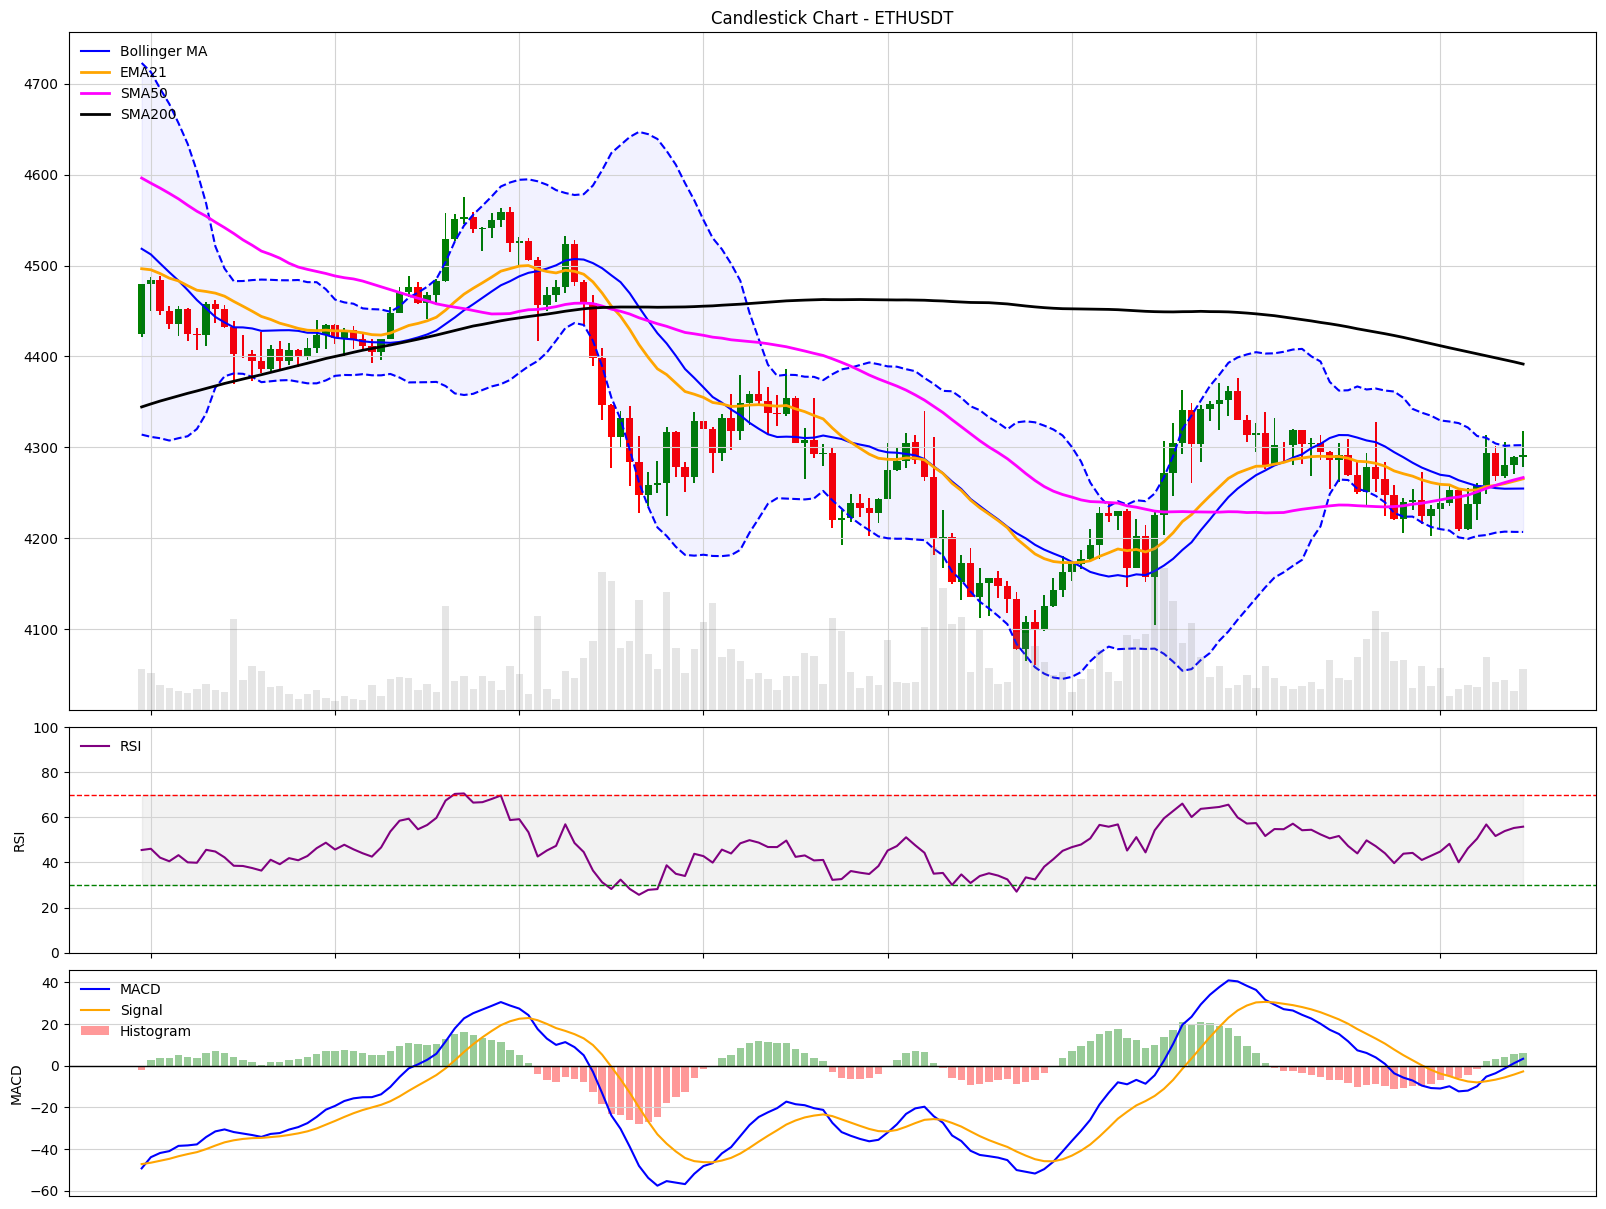 Candlestick Chart - ETHUSDT
Bollinger MA
EMA21
SMA50
SMA200
4700
4600
4500
4400
4300
4200
4100
RSI
100
80
60
40
20
0
RSI
MACD
Signal
Histogram
40
20
0
−20
−40
−60
MACD